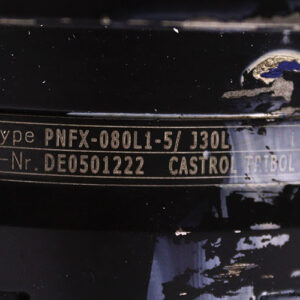 ype PNFX-080L1-5/ J30L
-Nr. DE0501222 CASTROL TRIBOL